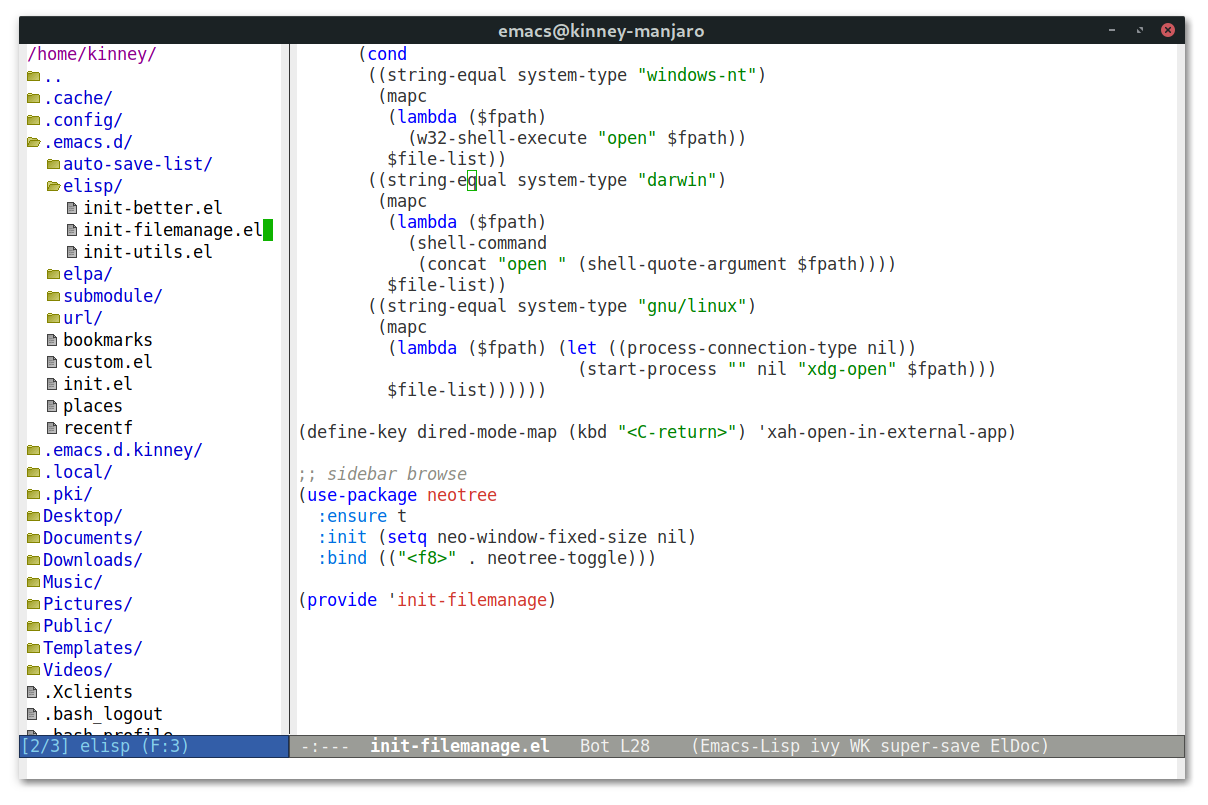 emacs@kinney-manjaro
/home/kinney/
..
.cache/
.config/
.emacs.d/
auto-save-list/
elisp/
init-better.el
init-filemanage.el
init-utils.el
elpa/
submodule/
url/
bookmarks
custom.el
init.el
places
recentf
.emacs.d.kinney/
.local/
.pki/
Desktop/
Documents/
Downloads/
Music/
Pictures/
Public/
Templates/
Videos/
.Xclients
.bash_logout
.bash_profile
[2/3] elisp (F:3)
(cond
((string-equal system-type "windows-nt")
(mapc
(lambda ($fpath)
(w32-shell-execute "open" $fpath))
$file-list))
((string-equal system-type "darwin")
(mapc
(lambda ($fpath)
(shell-command
(concat "open " (shell-quote-argument $fpath))))
$file-list))
((string-equal system-type "gnu/linux")
(mapc
(lambda ($fpath) (let ((process-connection-type nil))
(start-process "" nil "xdg-open" $fpath)))
$file-list))))))
(define-key dired-mode-map (kbd "<C-return>") 'xah-open-in-external-app)
;; sidebar browse
(use-package neotree
:ensure t
:init (setq neo-window-fixed-size nil)
:bind (("<f8>" . neotree-toggle)))
(provide 'init-filemanage)
-:--- init-filemanage.el Bot L28 (Emacs-Lisp ivy WK super-save ElDoc)